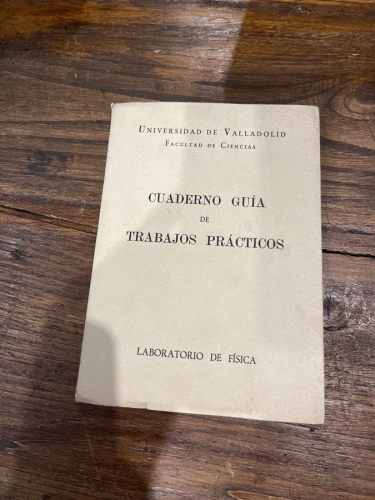 Universidad de Valladolid
Facultad de Ciencias
CUADERNO GUÍA
DE
TRABAJOS PRÁCTICOS
LABORATORIO DE FÍSICA